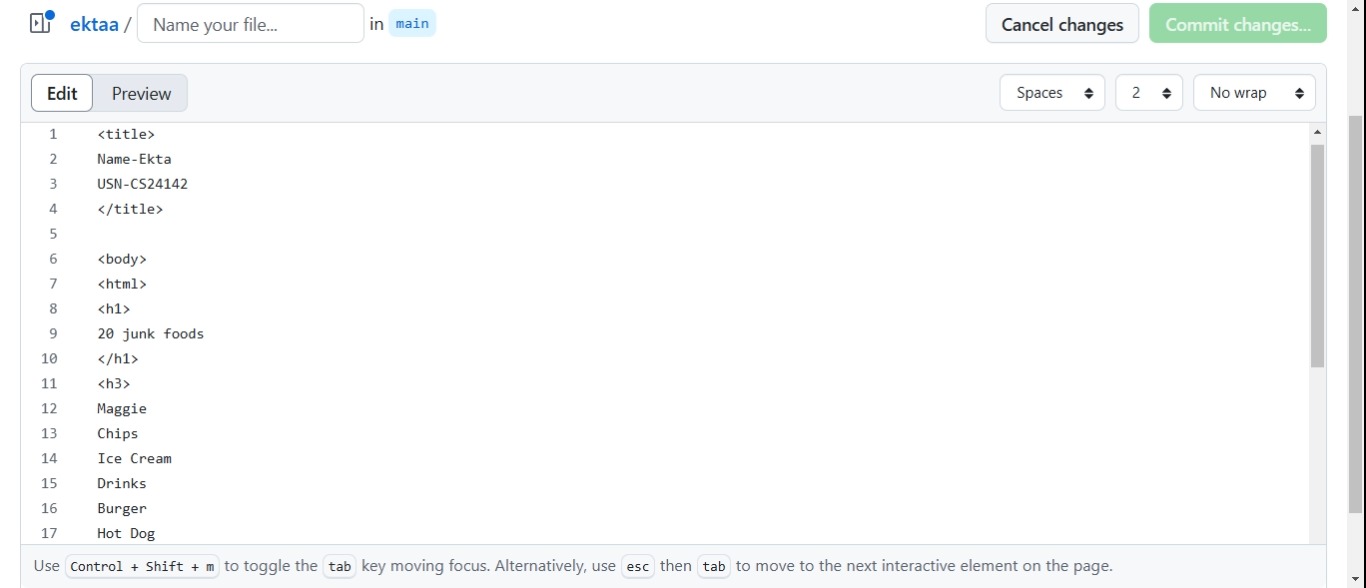 ektaa / Name your file... in main Cancel changes Commit changes...
Edit Preview Spaces 2 No wrap
1 <title>
2 Name-Ekta
3 USN-CS24142
4 </title>
5
6 <body>
7 <html>
8 <h1>
9 20 junk foods
10 </h1>
11 <h3>
12 Maggie
13 Chips
14 Ice Cream
15 Drinks
16 Burger
17 Hot Dog
Use Control + Shift + m to toggle the tab key moving focus. Alternatively, use esc then tab to move to the next interactive element on the page.